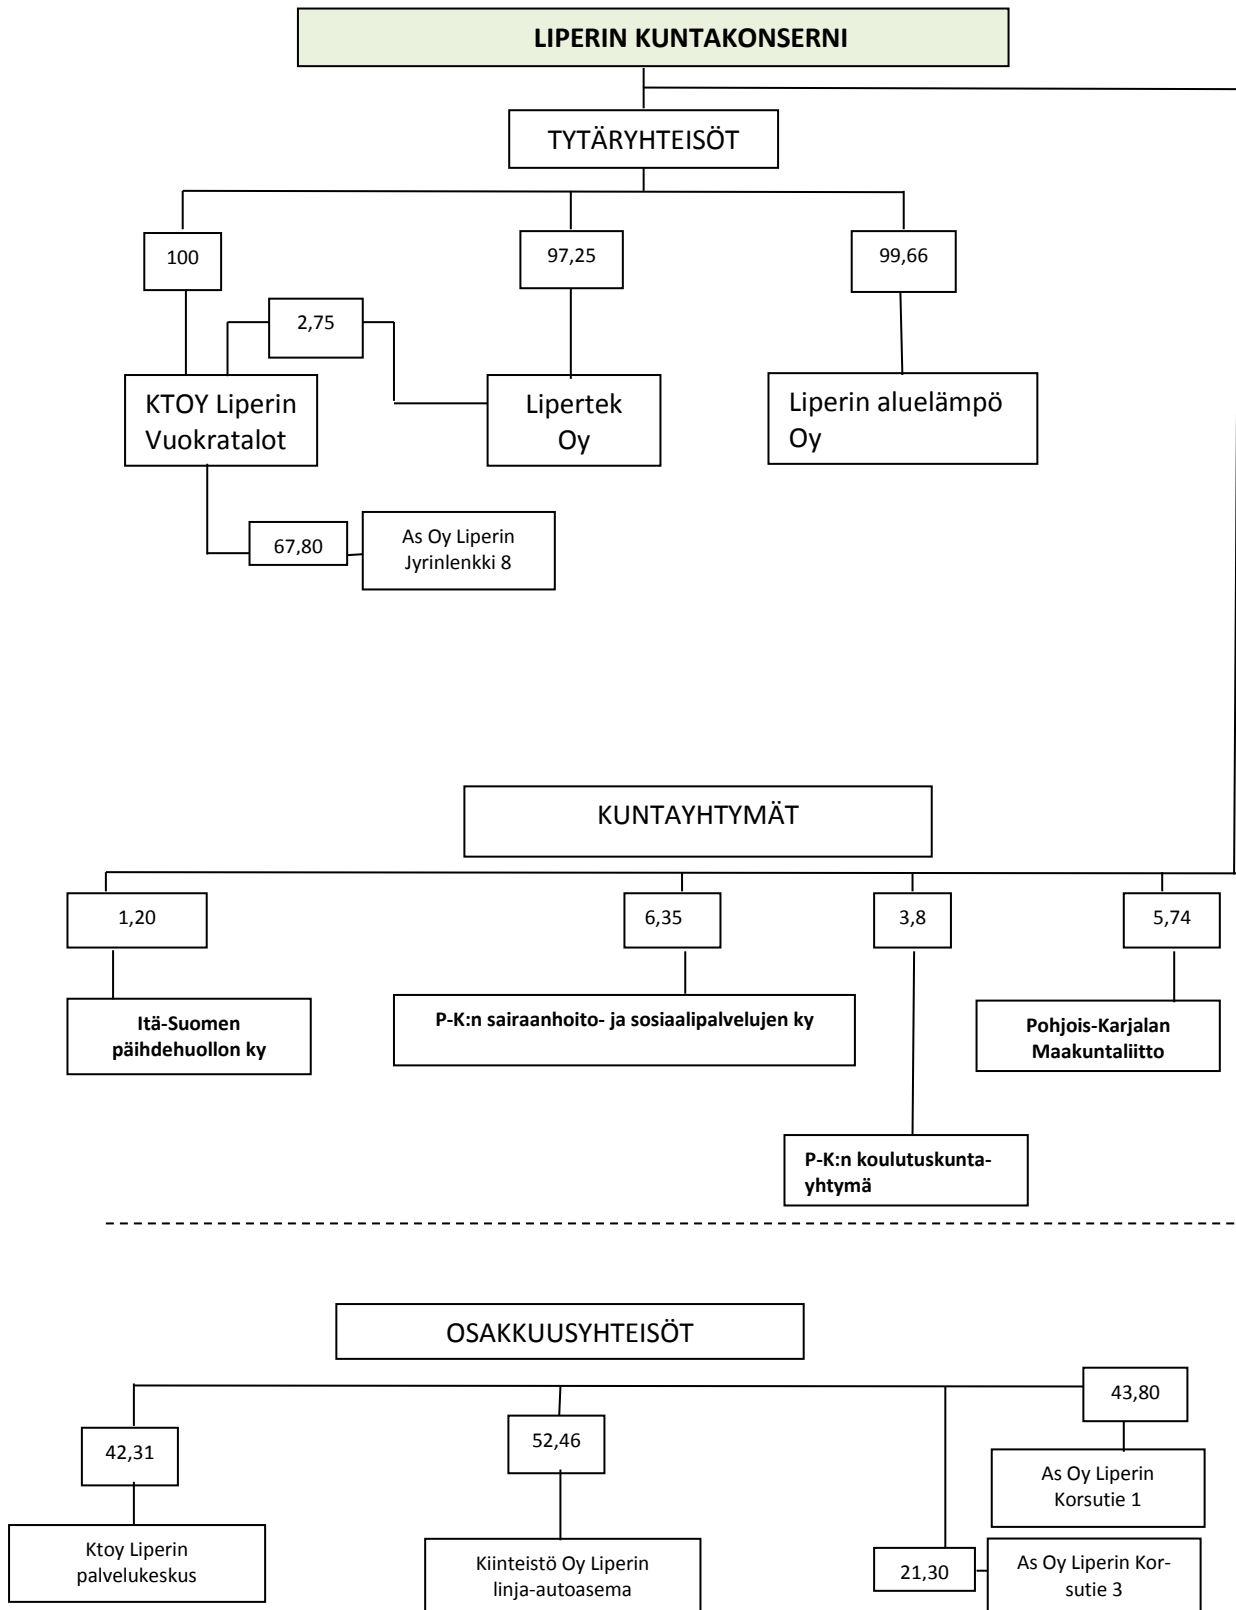 LIPERIN KUNTAKONSERNI
TYTÄRYHTEISÖT
100
97,25
99,66
2,75
KTOY Liperin
Vuokratalot
Lipertek
Oy
Liperin aluelämpö
Oy
67,80
As Oy Liperin
Jyrinlenkki 8
KUNTAYHTYMÄT
1,20
6,35
3,8
5,74
Itä-Suomen
päihdehuollon ky
P-K:n sairaanhoito- ja sosiaalipalvelujen ky
Pohjois-Karjalan
Maakuntaliitto
P-K:n koulutuskunta-
yhtymä
OSAKKUUSYHTEISÖT
42,31
52,46
43,80
As Oy Liperin
Korsutie 1
Ktoy Liperin
palvelukeskus
Kiinteistö Oy Liperin
linja-autoasema
21,30
As Oy Liperin Kor-
sutie 3